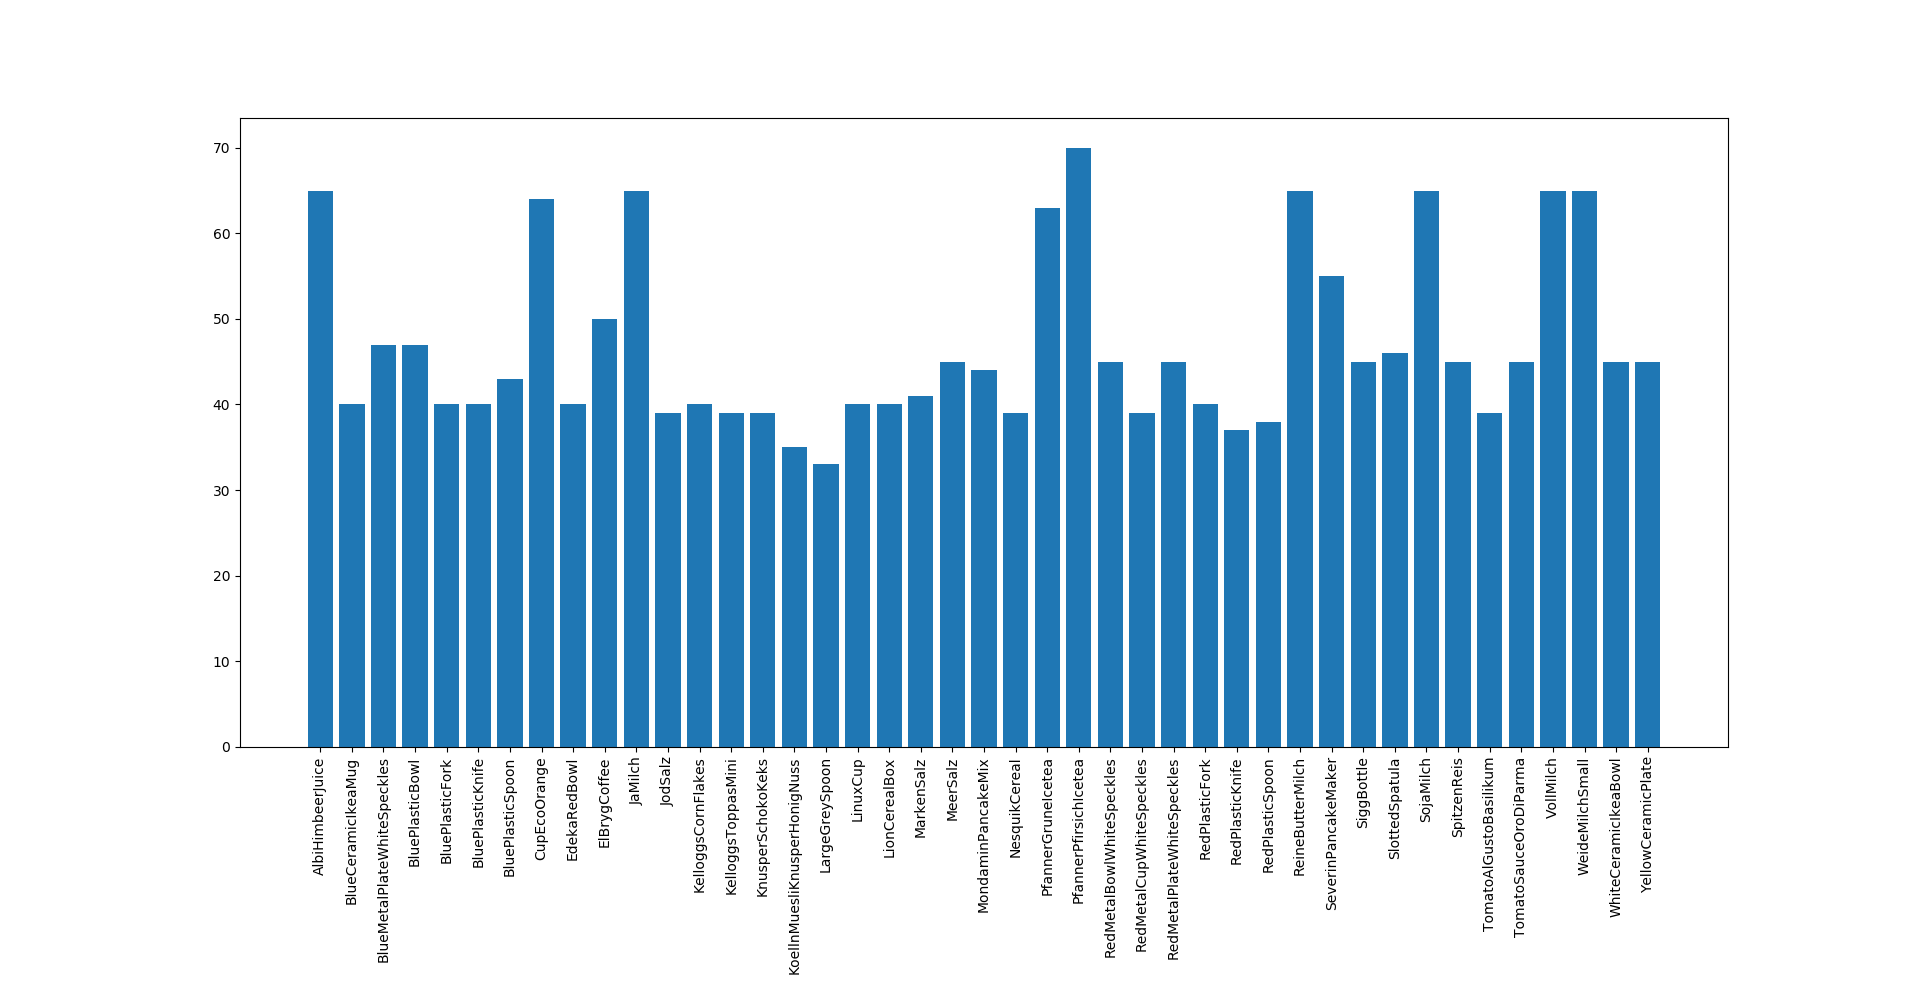 70
60
50
40
30
20
10
0
AlbiHimbeerJuice
BlueCeramicIkeaMug
BlueMetalPlateWhiteSpeckles
BluePlasticBowl
BluePlasticFork
BluePlasticKnife
BluePlasticSpoon
CupEcoOrange
EdekaRedBowl
ElBrygCoffee
JaMilch
JodSalz
KelloggsCornFlakes
KelloggsToppasMini
KnusperSchokoKeks
KoellnMuesliKnusperHonigNuss
LargeGreySpoon
LinuxCup
LionCerealBox
MarkenSalz
MeerSalz
MondaminPancakeMix
NesquikCereal
PfannerGruneIcetea
PfannerPfirsichIcetea
RedMetalBowlWhiteSpeckles
RedMetalCupWhiteSpeckles
RedMetalPlateWhiteSpeckles
RedPlasticFork
RedPlasticKnife
RedPlasticSpoon
ReineButterMilch
SeverinPancakeMaker
SiggBottle
SlottedSpatula
SojaMilch
SpitzenReis
TomatoAlGustoBasilikum
TomatoSauceOroDiParma
VollMilch
WeideMilchSmall
WhiteCeramicIkeaBowl
YellowCeramicPlate